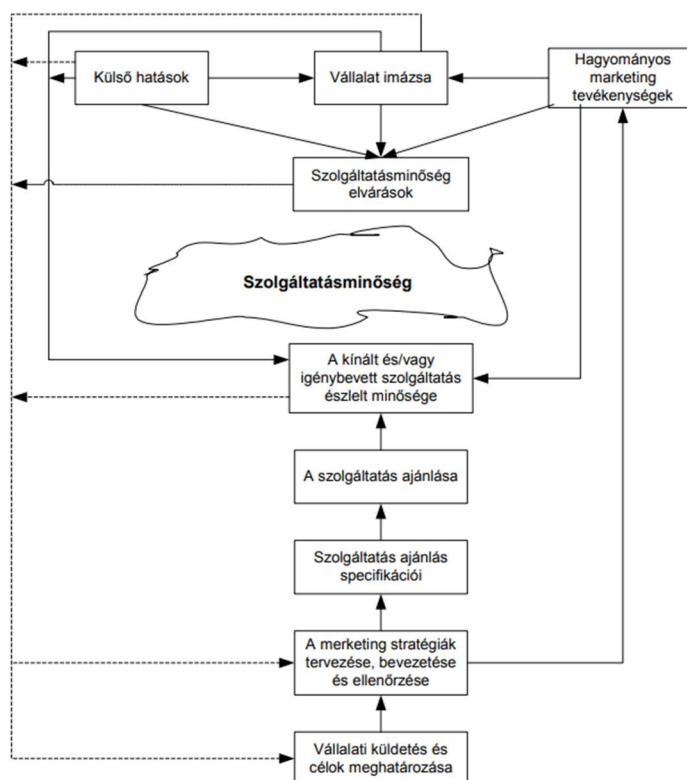 Külső hatások
Vállalat imázsa
Hagyományos
marketing
tevékenységek
Szolgáltatásminőség
elvárások
Szolgáltatásminőség
A kínált és/vagy
igénybevett szolgáltatás
észlelt minősége
A szolgáltatás ajánlása
Szolgáltatás ajánlás
specifikációi
A merketing stratégiák
tervezése, bevezetése
és ellenőrzése
Vállalati küldetés és
célok meghatározása